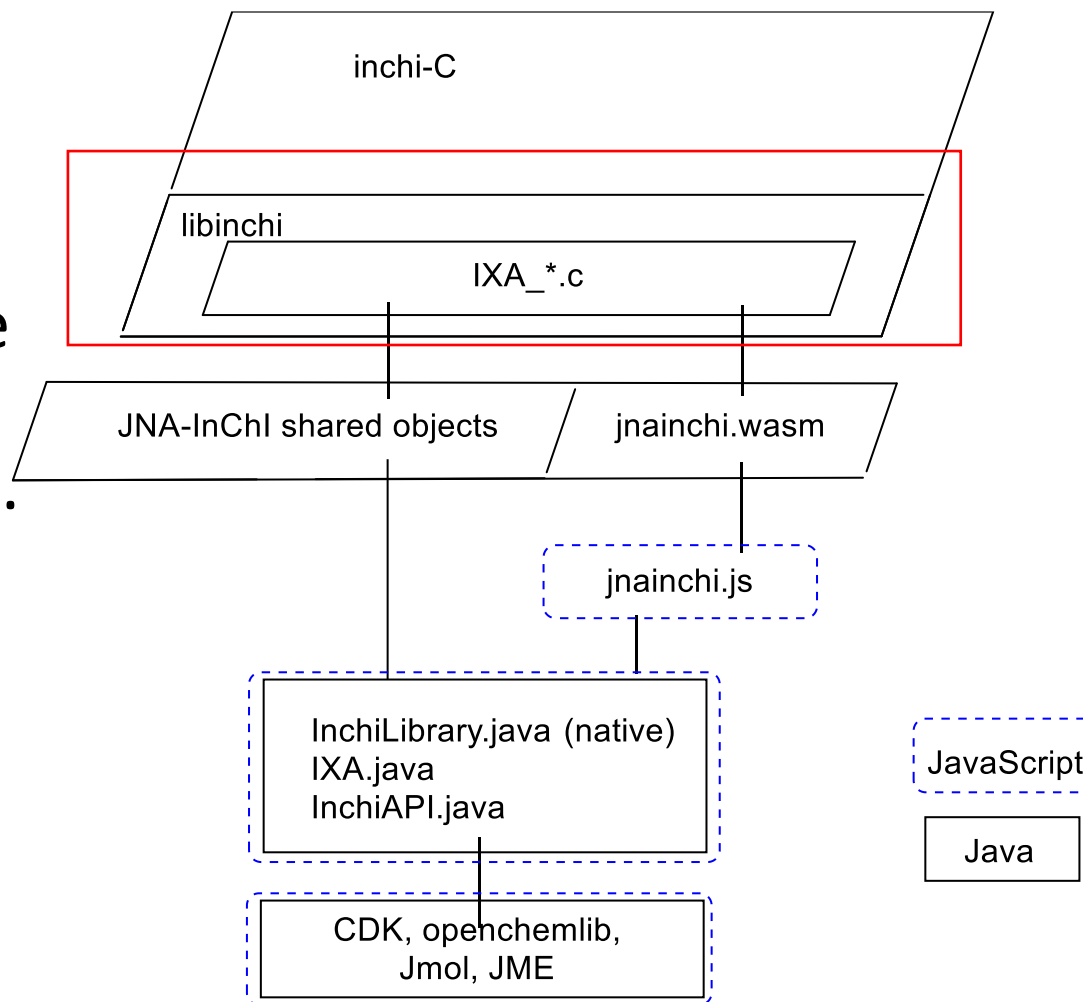 inchi-C
libinchi
IXA_*.c
e
JNA-InChI shared objects
jnainchi.wasm
.
jnainchi.js
InchiLibrary.java (native)
IXA.java
InchiAPI.java
JavaScript
Java
CDK, openchemlib,
Jmol, JME